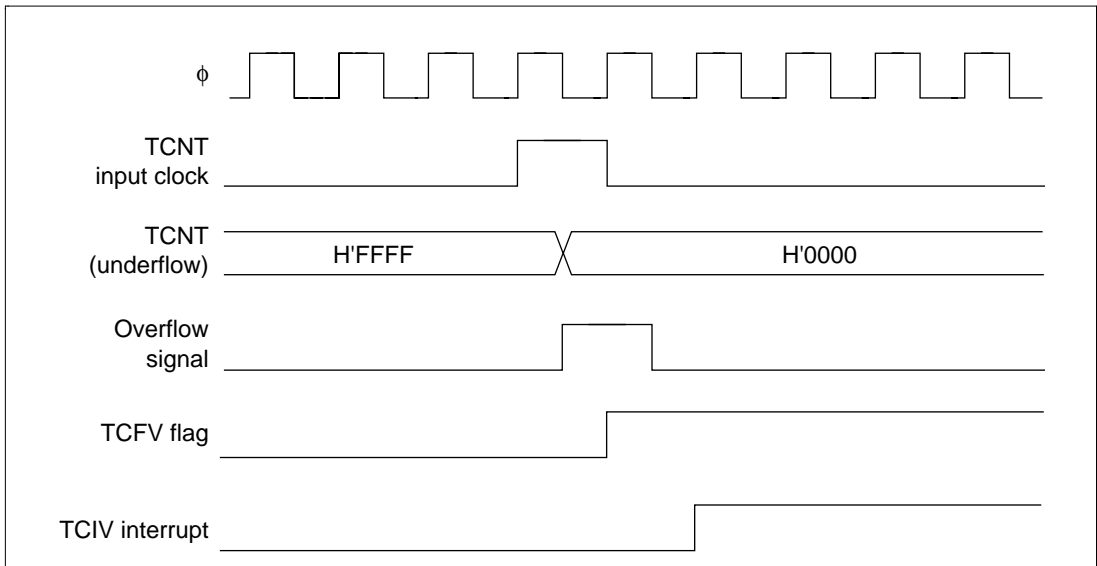 φ
TCNT
input clock
TCNT
(underflow)
H'FFFF
H'0000
Overflow
signal
TCFV flag
TCIV interrupt